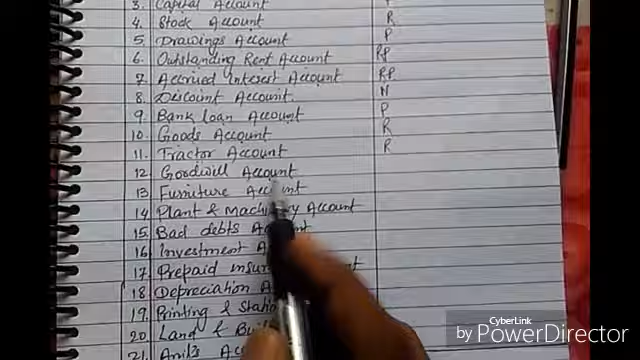 3. Capital Account P
4. Stock Account R
5. Drawings Account P
6. Outstanding Rent Account RP
7. Accrued Interest Account RP
8. Discount Account. N
9. Bank loan Account P
10. Goods Account R
11. Tractor Account R
12. Goodwill Account
13 Furniture Account
14 Plant & Machinery Account
15. Bad debts
16. Investment
17. Prepaid
18. Depreciation
19. Printing &
20. Land &
21. Anil's
CyberLink
by PowerDirector